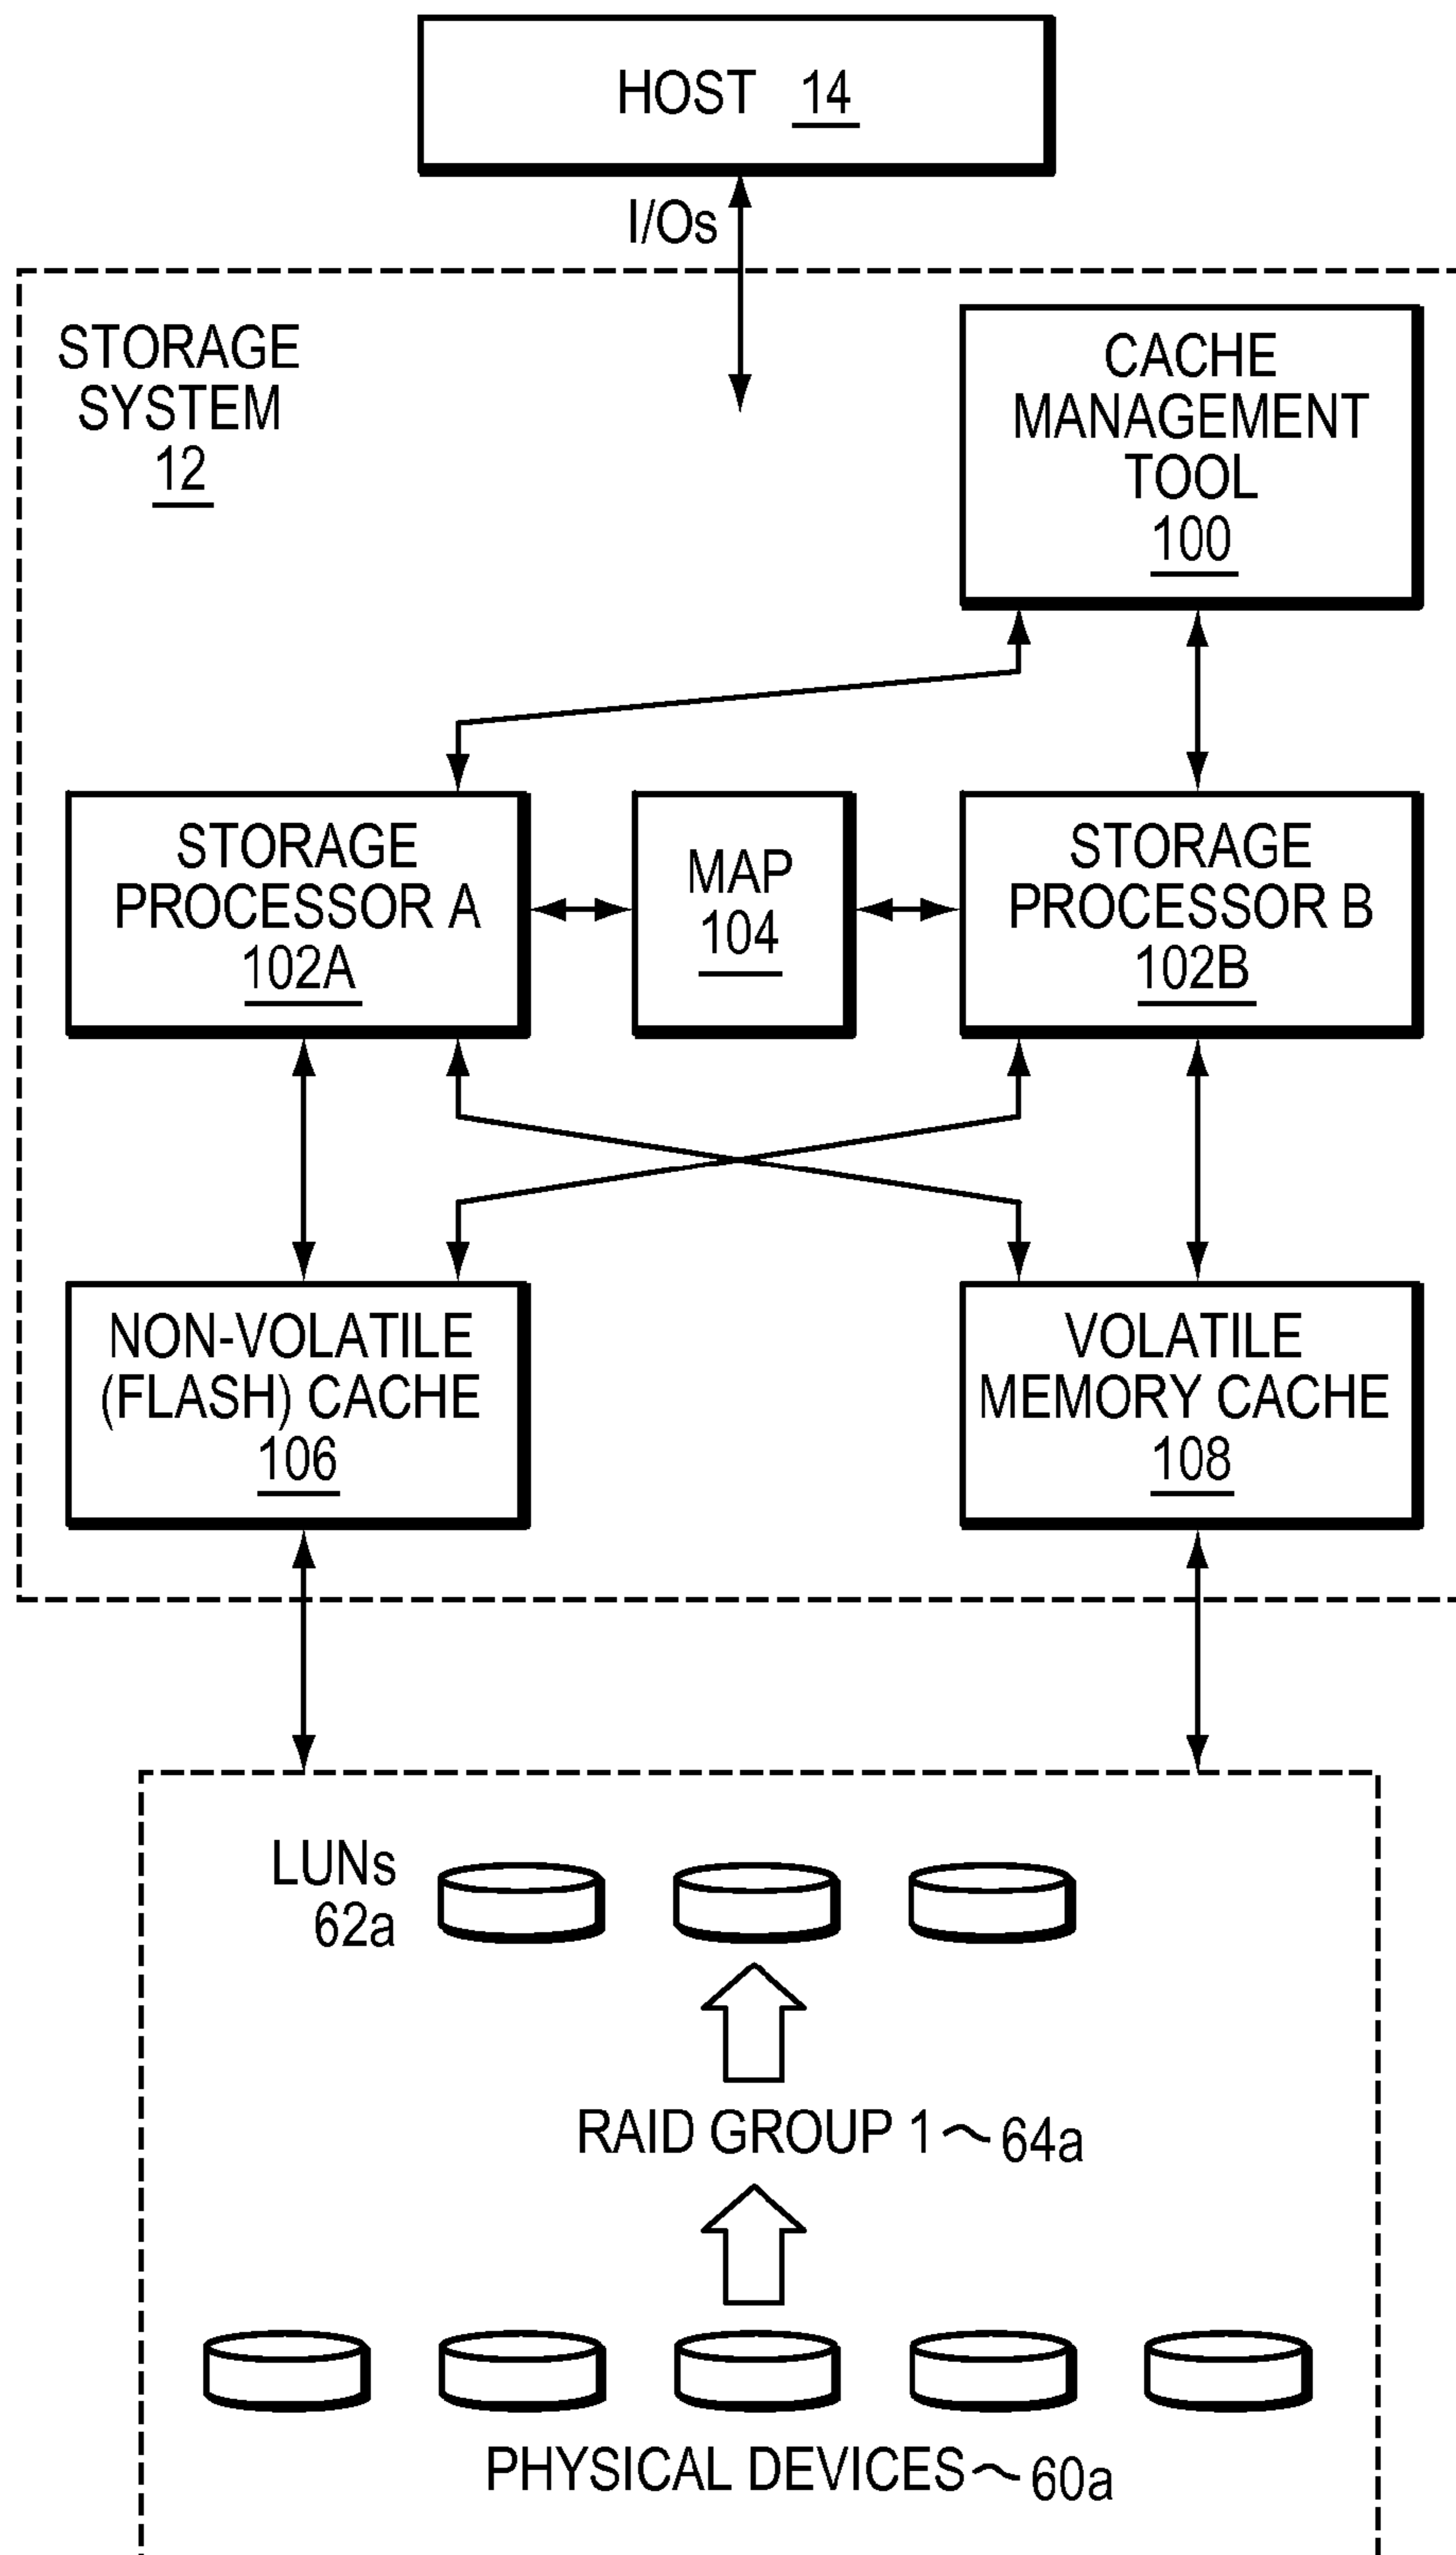 HOST 14
I/Os
STORAGE
SYSTEM
12
CACHE
MANAGEMENT
TOOL
100
STORAGE
PROCESSOR A
102A
MAP
104
STORAGE
PROCESSOR B
102B
NON-VOLATILE
(FLASH) CACHE
106
VOLATILE
MEMORY CACHE
108
LUNs
62a
RAID GROUP 1 64a
PHYSICAL DEVICES 60a